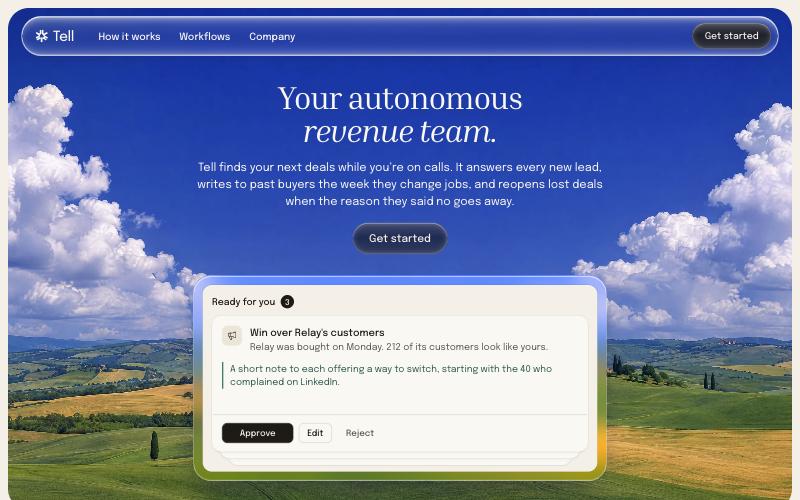 Tell
How it works
Workflows
Company
Get started
Your autonomous
revenue team.
Tell finds your next deals while you're on calls. It answers every new lead,
writes to past buyers the week they change jobs, and reopens lost deals
when the reason they said no goes away.
Get started
Ready for you 3
Win over Relay's customers
Relay was bought on Monday. 212 of its customers look like yours.
A short note to each offering a way to switch, starting with the 40 who
complained on LinkedIn.
Approve
Edit
Reject